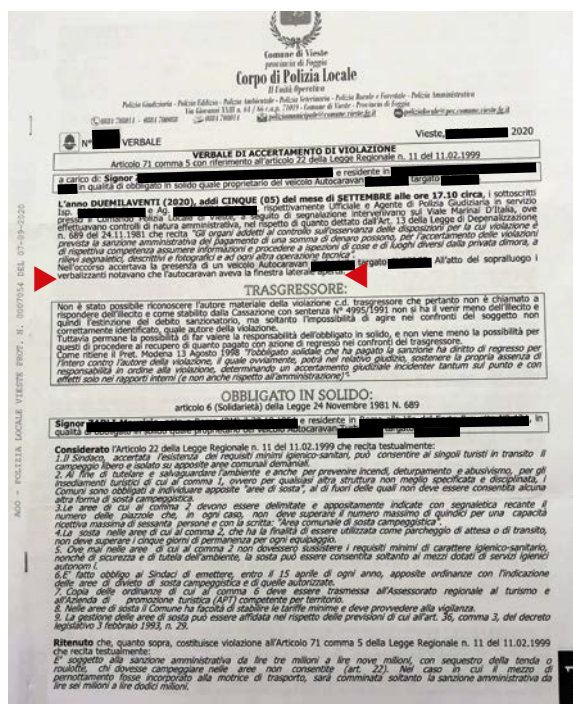 Comune di Vieste
provincia di Foggia
Corpo di Polizia Locale
II Unità Operativa
Polizia Giudiziaria - Polizia Edilizia - Polizia Ambientale - Polizia Veterinaria - Polizia Rurale e Forestale - Polizia Amministrativa
Via Giovanni XXIII n. 61 / 66 c.a.p. 71019 - Comune di Vieste - Provincia di Foggia
N° VERBALE
Vieste, 2020
VERBALE DI ACCERTAMENTO DI VIOLAZIONE
Articolo 71 comma 5 con riferimento all'articolo 22 della Legge Regionale n. 11 del 11.02.1999
a carico di: Signor e residente in
in qualità di obbligato in solido quale proprietario del veicolo Autocaravan targato
L'anno DUEMILAVENTI (2020), addì CINQUE (05) del mese di SETTEMBRE alle ore 17.10 circa, i sottoscritti
Isp. e Ag. rispettivamente Ufficiale e Agente di Polizia Giudiziaria in servizio
presso il Comando Polizia Locale di Vieste, a seguito di segnalazione intervenivano sul Viale Marinai D'Italia, ove
effettuavano controlli di natura amministrativa, nel rispetto di quanto dettato dall'Art. 13 della Legge di Depenalizzazione
n. 689 del 24.11.1981 che recita "Gli organi addetti al controllo sull'osservanza delle disposizioni per la cui violazione è
prevista la sanzione amministrativa del pagamento di una somma di denaro possono, per l'accertamento delle violazioni
di rispettiva competenza assumere informazioni e procedere a ispezioni di cose e di luoghi diversi dalla privata dimora, a
rilievi segnaletici, descrittivi e fotografici e ad ogni altra operazione tecnica"
Nell'occorso accertava la presenza di un veicolo Autocaravan targato All'atto del sopralluogo i
verbalizzanti notavano che l'autocaravan aveva la finestra laterale aperta.
TRASGRESSORE:
Non è stato possibile riconoscere l'autore materiale della violazione c.d. trasgressore che pertanto non è chiamato a
rispondere dell'illecito e come stabilito dalla Cassazione con sentenza N° 4995/1991 non si ha il venir meno dell'illecito e
quindi l'estinzione del debito sanzionatorio, ma soltanto l'impossibilità di agire nei confronti del soggetto non
correttamente identificato, quale autore della violazione.
Tuttavia permane la possibilità di far valere la responsabilità dell'obbligato in solido, e non viene meno la possibilità per
questi di procedere al recupero di quanto pagato con azione di regresso nei confronti del trasgressore.
Come ritiene il Pret. Modena 13 Agosto 1998 "l'obbligato solidale che ha pagato la sanzione ha diritto di regresso per
l'intero contro l'autore della violazione, il quale ovviamente, potrà nel relativo giudizio, sostenere la propria assenza di
responsabilità in ordine alla violazione, determinando un accertamento giudiziale incidenter tantum sul punto e con
effetti solo nei rapporti interni (e non anche rispetto all'amministrazione)".
OBBLIGATO IN SOLIDO:
articolo 6 (Solidarietà) della Legge 24 Novembre 1981 N. 689
Signor e residente in in
qualità di obbligato in solido quale proprietario del veicolo Autocaravan targato
Considerato l'Articolo 22 della Legge Regionale n. 11 del 11.02.1999 che recita testualmente:
1.Il Sindaco, accertata l'esistenza dei requisiti minimi igienico-sanitari, può consentire ai singoli turisti in transito il
campeggio libero e isolato su apposite aree comunali demaniali.
2. Al fine di tutelare e salvaguardare l'ambiente e anche per prevenire incendi, deturpamento e abusivismo, per gli
insediamenti turistici di cui al comma 1, ovvero per qualsiasi altra struttura non meglio specificata e disciplinata, i
Comuni sono obbligati a individuare apposite "aree di sosta", al di fuori delle quali non deve essere consentita alcuna
altra forma di sosta campeggistica.
3.Le aree di cui al comma 2 devono essere delimitate e appositamente indicate con segnaletica recante il
numero delle piazzole che, in ogni caso, non deve superare il numero massimo di quindici per una capacità
ricettiva massima di sessanta persone e con la scritta: "Area comunale di sosta campeggistica".
4.La sosta nelle aree di cui al comma 2, che ha la finalità di essere utilizzata come parcheggio di attesa o di transito,
non deve superare i cinque giorni di permanenza per ogni equipaggio.
5. Ove mai nelle aree di cui al comma 2 non dovessero sussistere i requisiti minimi di carattere igienico-sanitario,
nonché di sicurezza e di tutela dell'ambiente, la sosta può essere consentita soltanto ai mezzi dotati di servizi igienici
autonom i.
6.E' fatto obbligo ai Sindaci di emettere, entro il 15 aprile di ogni anno, apposite ordinanze con l'indicazione
delle aree di divieto di sosta campeggistica e di quelle autorizzate.
7. Copia delle ordinanze di cui al comma 6 deve essere trasmessa all'Assessorato regionale al turismo e
all'Azienda di promozione turistica (APT) competente per territorio.
8. Nelle aree di sosta il Comune ha facoltà di stabilire le tariffe minime e deve provvedere alla vigilanza.
9. La gestione delle aree di sosta può essere affidata nel rispetto delle previsioni di cui all'art. 36, comma 3, del decreto
legislativo 3 febbraio 1993, n. 29.
Ritenuto che, quanto sopra, costituisce violazione all'Articolo 71 comma 5 della Legge Regionale n. 11 del 11.02.1999
che recita testualmente:
E' soggetto alla sanzione amministrativa da lire tre milioni a lire nove milioni, con sequestro della tenda o
roulotte, chi dovesse campeggiare nelle aree non consentite (art. 22). Nel caso in cui il mezzo di
pernottamento fosse incorporato alla motrice di trasporto, sarà comminata soltanto la sanzione amministrativa da
lire sei milioni a lire dodici milioni.
AOO - POLIZIA LOCALE VIESTE PROT. N. 0007054 DEL 07-09-2020
1